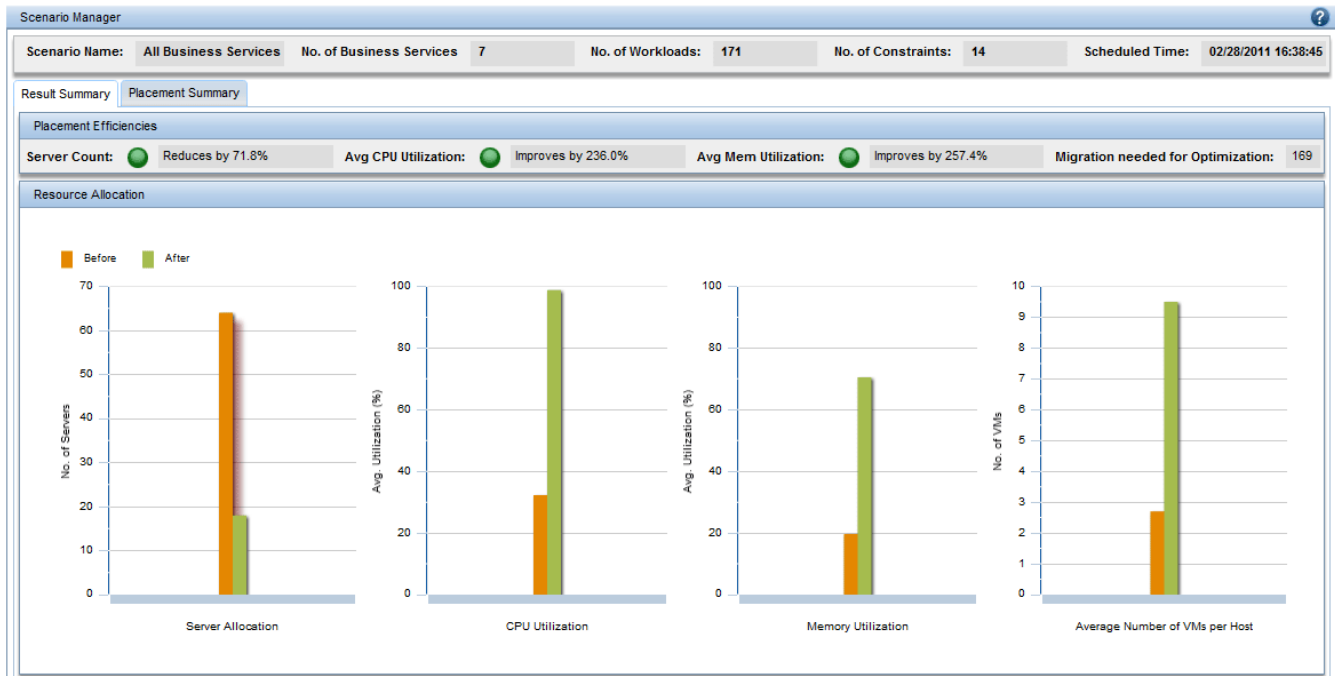 Scenario Manager
?
Scenario Name: All Business Services No. of Business Services 7 No. of Workloads: 171 No. of Constraints: 14 Scheduled Time: 02/28/2011 16:38:45
Result Summary Placement Summary
Placement Efficiencies
Server Count: Reduces by 71.8% Avg CPU Utilization: Improves by 236.0% Avg Mem Utilization: Improves by 257.4% Migration needed for Optimization: 169
Resource Allocation
Before After
No. of Servers
70
60
50
40
30
20
10
0
Server Allocation
Avg. Utilization (%)
100
80
60
40
20
0
CPU Utilization
Avg. Utilization (%)
100
80
60
40
20
0
Memory Utilization
No. of VMs
10
9
8
7
6
5
4
3
2
1
0
Average Number of VMs per Host